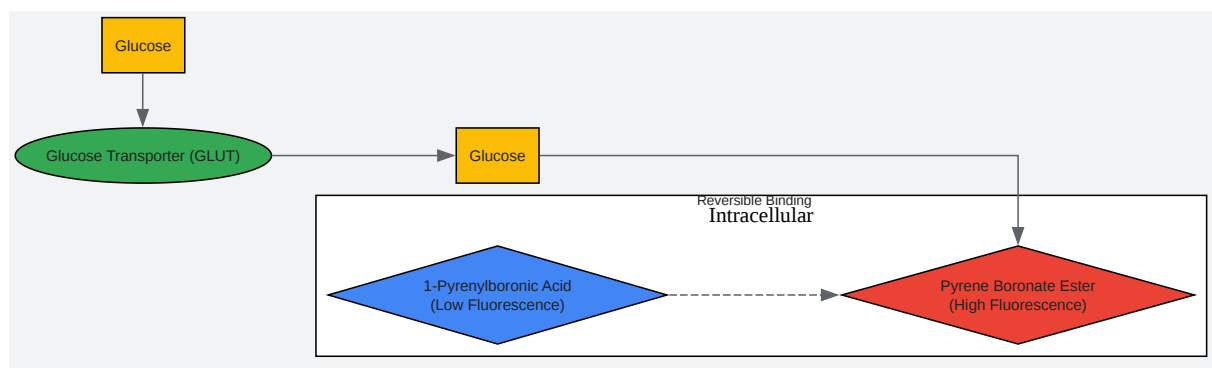 Glucose
Glucose Transporter (GLUT)
Glucose
Reversible Binding
Intracellular
1-Pyrenylboronic Acid
(Low Fluorescence)
Pyrene Boronate Ester
(High Fluorescence)